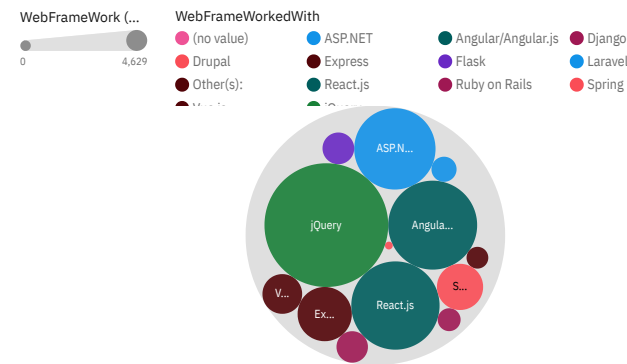 WebFrameWork (...
0 4,629
WebFrameWorkedWith
(no value) ASP.NET Angular/Angular.js Django
Drupal Express Flask Laravel
Other(s): React.js Ruby on Rails Spring
ASP.N...
jQuery Angula...
V... S...
Ex... React.js